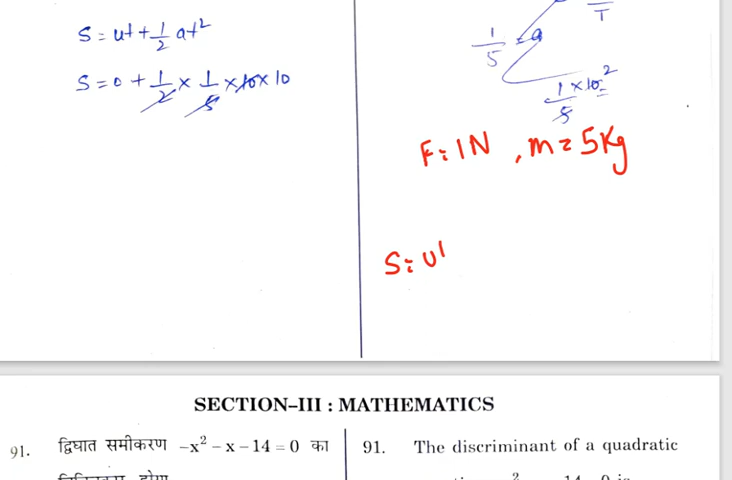 S = ut + 1/2 at²
S = 0 + 1/2 × 1/5 × 10 × 10
T
1/5 = a
1/5 × 10²
F = 1N , m = 5Kg
S = u
SECTION–III : MATHEMATICS
91. द्विघात समीकरण –x² – x – 14 = 0 का
91. The discriminant of a quadratic